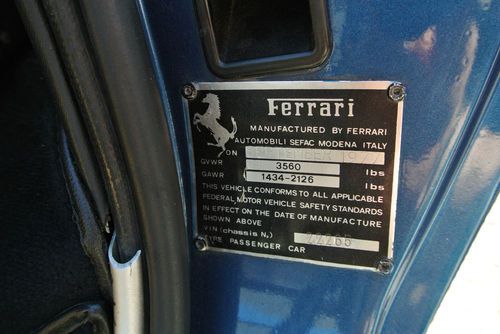 Ferrari
MANUFACTURED BY FERRARI
AUTOMOBILI SEFAC MODENA ITALY
ON
GVWR 3560 lbs
GAWR 1434-2126 lbs
THIS VEHICLE CONFORMS TO ALL APPLICABLE
FEDERAL MOTOR VEHICLE SAFETY STANDARDS
IN EFFECT ON THE DATE OF MANUFACTURE
SHOWN ABOVE
VIN (chassis N.) 22265
TYPE PASSENGER CAR